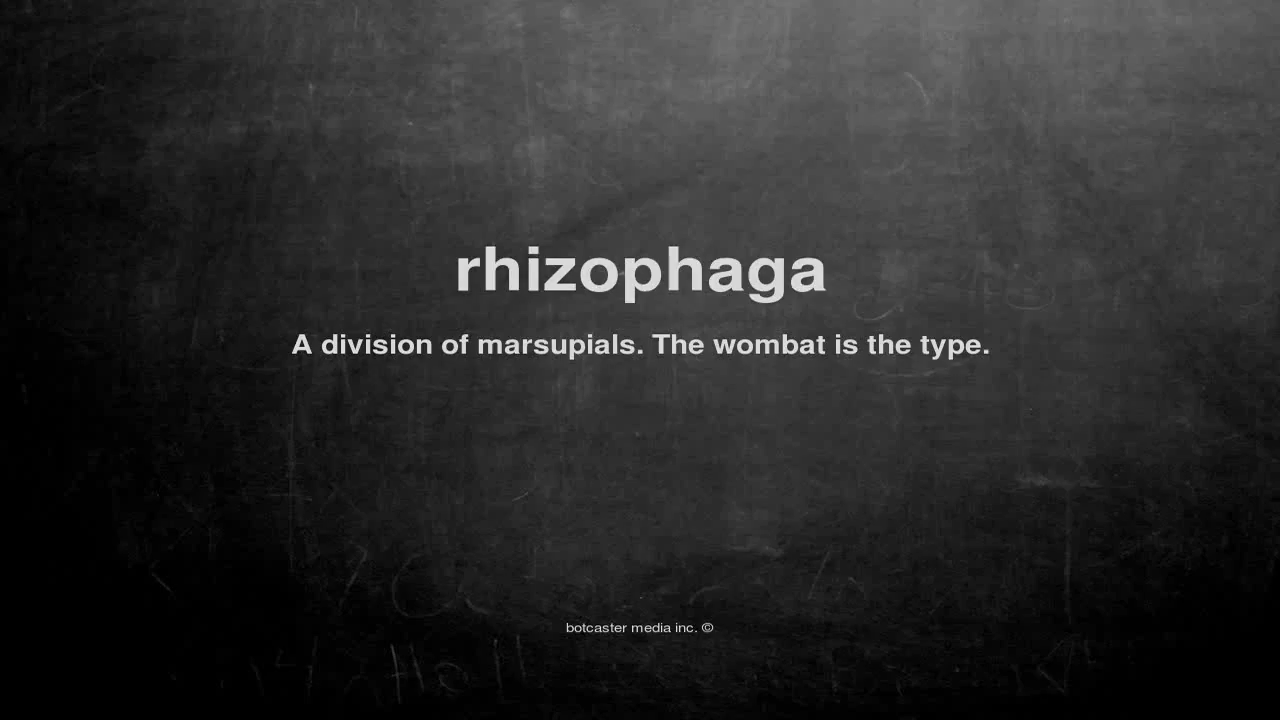 rhizophaga
A division of marsupials. The wombat is the type.
botcaster media inc. ©